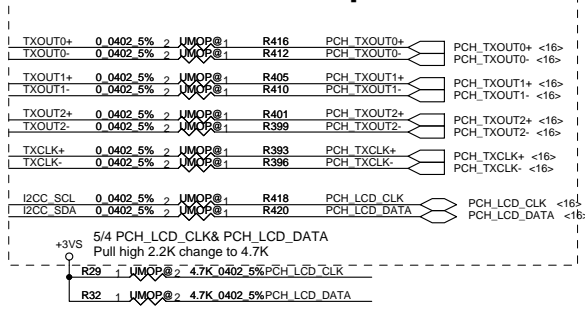 TXOUT0+ 0_0402_5% 2 UMOP@ 1 R416 PCH_TXOUT0+ PCH_TXOUT0+ <16>
TXOUT0- 0_0402_5% 2 UMOP@ 1 R412 PCH_TXOUT0- PCH_TXOUT0- <16>
TXOUT1+ 0_0402_5% 2 UMOP@ 1 R405 PCH_TXOUT1+ PCH_TXOUT1+ <16>
TXOUT1- 0_0402_5% 2 UMOP@ 1 R410 PCH_TXOUT1- PCH_TXOUT1- <16>
TXOUT2+ 0_0402_5% 2 UMOP@ 1 R401 PCH_TXOUT2+ PCH_TXOUT2+ <16>
TXOUT2- 0_0402_5% 2 UMOP@ 1 R399 PCH_TXOUT2- PCH_TXOUT2- <16>
TXCLK+ 0_0402_5% 2 UMOP@ 1 R393 PCH_TXCLK+ PCH_TXCLK+ <16>
TXCLK- 0_0402_5% 2 UMOP@ 1 R396 PCH_TXCLK- PCH_TXCLK- <16>
I2CC_SCL 0_0402_5% 2 UMOP@ 1 R418 PCH_LCD_CLK PCH_LCD_CLK <16>
I2CC_SDA 0_0402_5% 2 UMOP@ 1 R420 PCH_LCD_DATA PCH_LCD_DATA <16>
5/4 PCH_LCD_CLK& PCH_LCD_DATA
+3VS Pull high 2.2K change to 4.7K
R29 1 UMOP@ 2 4.7K_0402_5% PCH_LCD_CLK
R32 1 UMOP@ 2 4.7K_0402_5% PCH_LCD_DATA